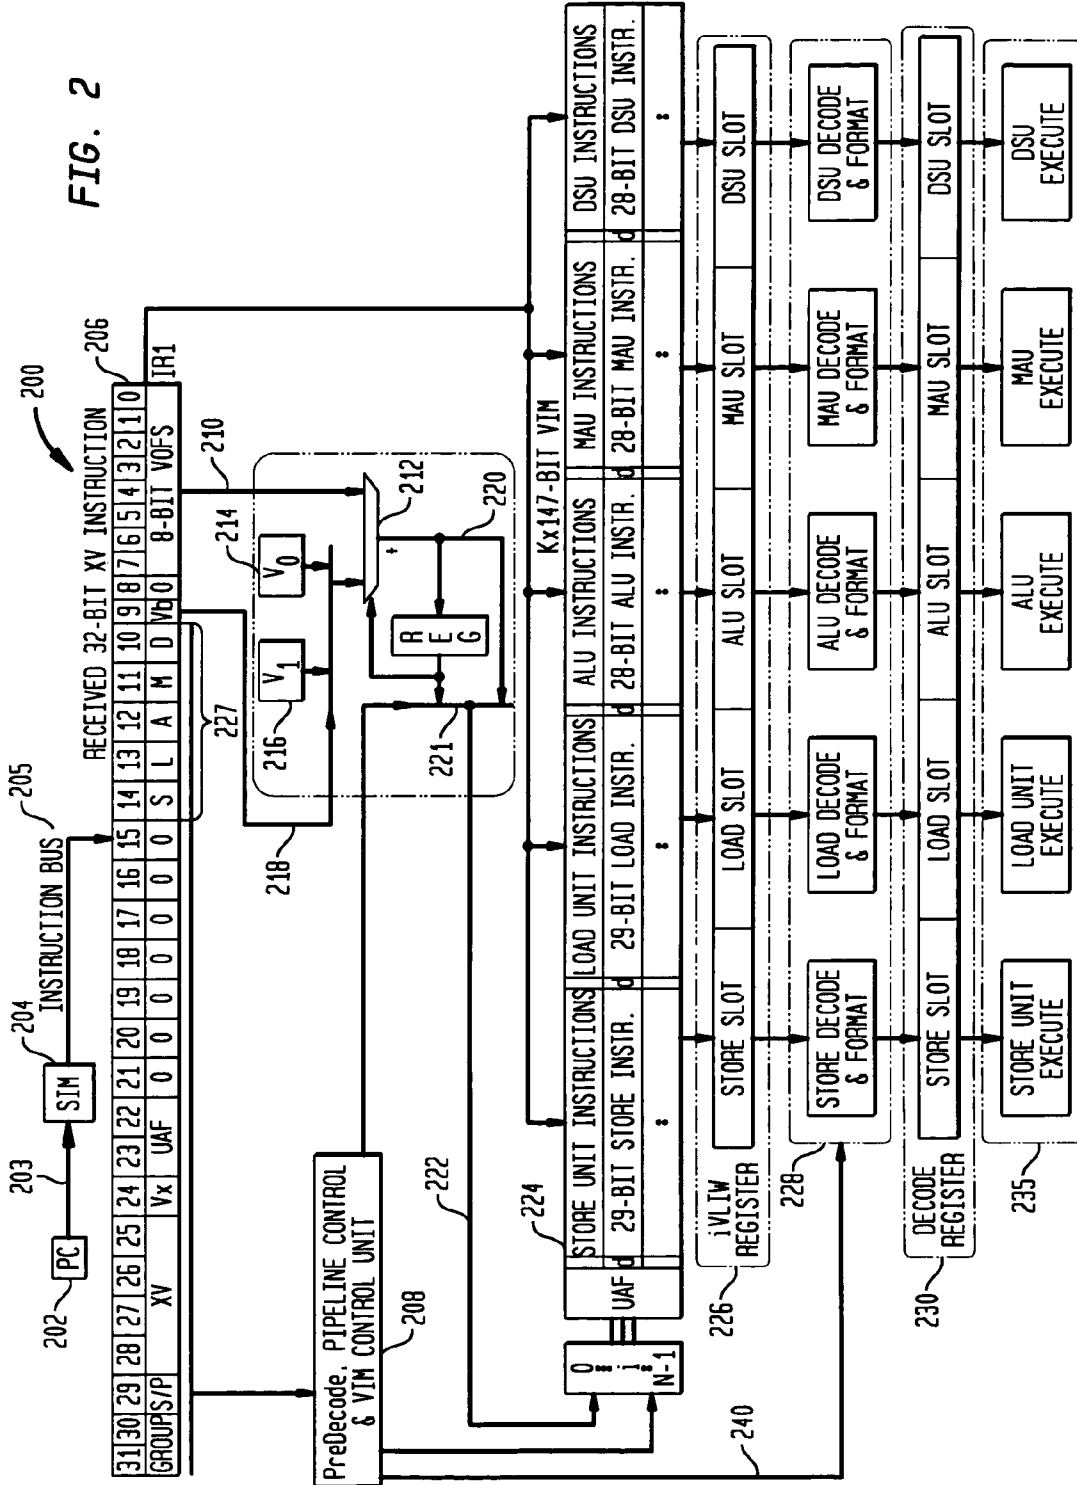 FIG. 2
200
RECEIVED 32-BIT XV INSTRUCTION
206
202
PC
203
SIM
204
INSTRUCTION BUS
205
31 30 29 28 27 26 25 24 23 22 21 20 19 18 17 16 15 14 13 12 11 10 9 8 7 6 5 4 3 2 1 0
GROUP S/P XV Vx UAF 0 0 0 0 0 0 0 S L A M D Vb 0 8-BIT VOFS
IR1
227
218
210
V1
216
V0
214
212
+
REG
220
221
PreDecode, PIPELINE CONTROL
& VIM CONTROL UNIT
208
222
224
Kx147-BIT VIM
STORE UNIT INSTRUCTIONS LOAD UNIT INSTRUCTIONS ALU INSTRUCTIONS MAU INSTRUCTIONS DSU INSTRUCTIONS
UAF d 29-BIT STORE INSTR. d 29-BIT LOAD INSTR. d 28-BIT ALU INSTR. d 28-BIT MAU INSTR. d 28-BIT DSU INSTR.
0
i
N-1
STORE SLOT LOAD SLOT ALU SLOT MAU SLOT DSU SLOT
iVLIW
REGISTER
226
STORE DECODE
& FORMAT
LOAD DECODE
& FORMAT
ALU DECODE
& FORMAT
MAU DECODE
& FORMAT
DSU DECODE
& FORMAT
228
STORE SLOT LOAD SLOT ALU SLOT MAU SLOT DSU SLOT
DECODE
REGISTER
230
STORE UNIT
EXECUTE
LOAD UNIT
EXECUTE
ALU
EXECUTE
MAU
EXECUTE
DSU
EXECUTE
235
240